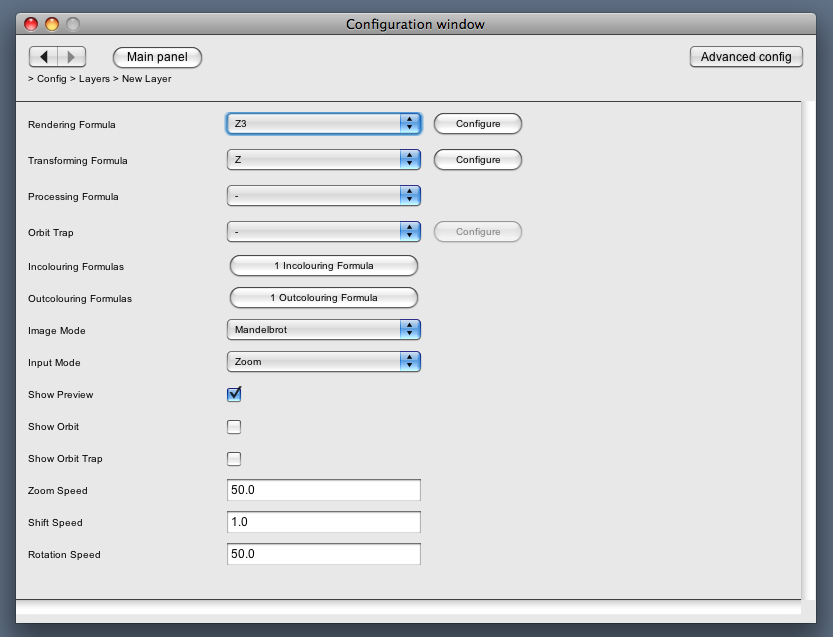 Configuration window
Main panel
Advanced config
> Config > Layers > New Layer
Rendering Formula Z3 Configure
Transforming Formula Z Configure
Processing Formula -
Orbit Trap - Configure
Incolouring Formulas 1 Incolouring Formula
Outcolouring Formulas 1 Outcolouring Formula
Image Mode Mandelbrot
Input Mode Zoom
Show Preview
Show Orbit
Show Orbit Trap
Zoom Speed 50.0
Shift Speed 1.0
Rotation Speed 50.0